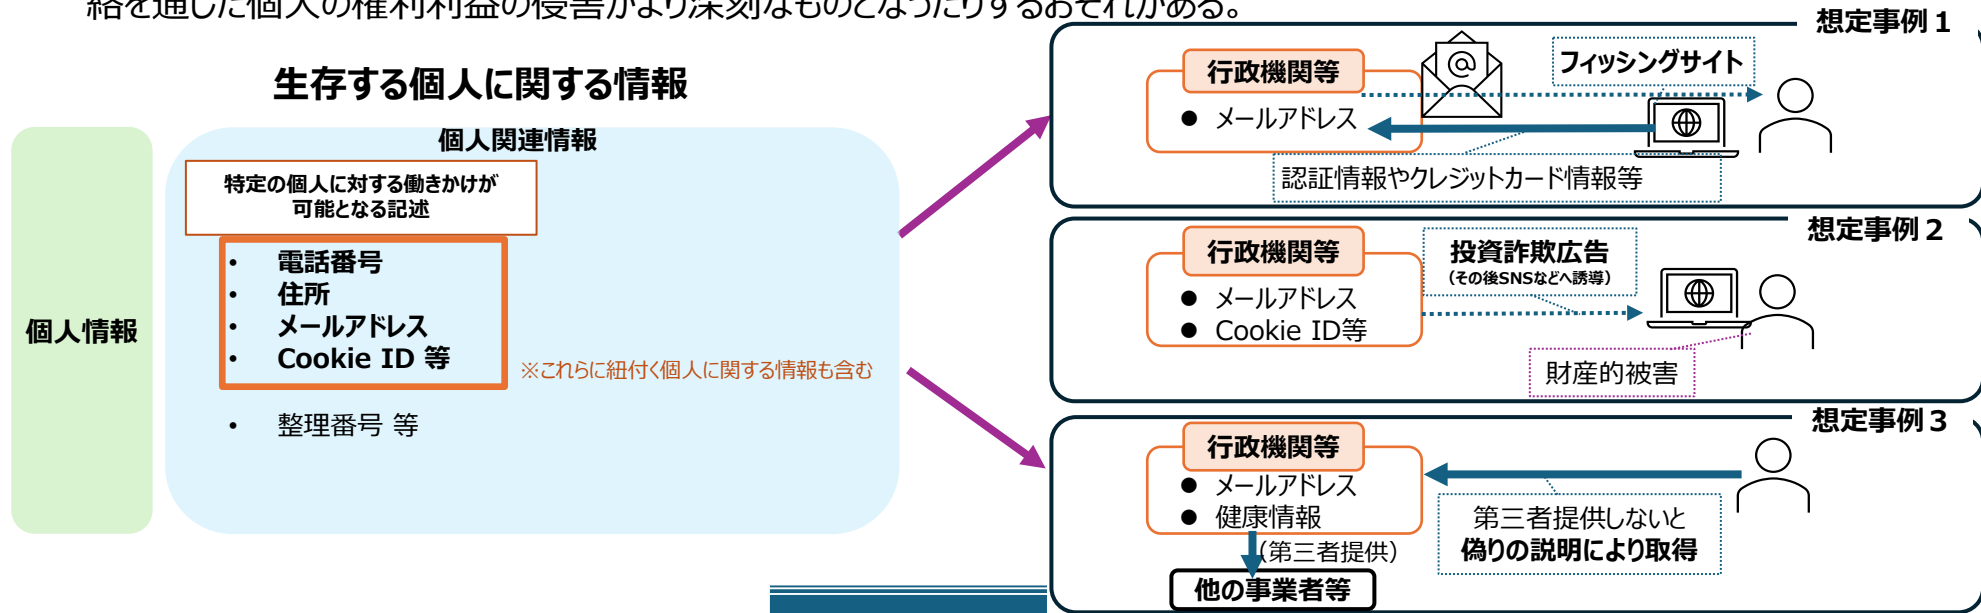 絡を通じた個人の権利利益の侵害がより深刻なものとなったりするおそれがある。
生存する個人に関する情報
個人情報
個人関連情報
特定の個人に対する働きかけが
可能となる記述
• 電話番号
• 住所
• メールアドレス
• Cookie ID 等
※これらに紐付く個人に関する情報も含む
• 整理番号 等
想定事例１
行政機関等
● メールアドレス
@
フィッシングサイト
認証情報やクレジットカード情報等
想定事例２
行政機関等
● メールアドレス
● Cookie ID等
投資詐欺広告
（その後SNSなどへ誘導）
財産的被害
想定事例３
行政機関等
● メールアドレス
● 健康情報
（第三者提供）
他の事業者等
第三者提供しないと
偽りの説明により取得